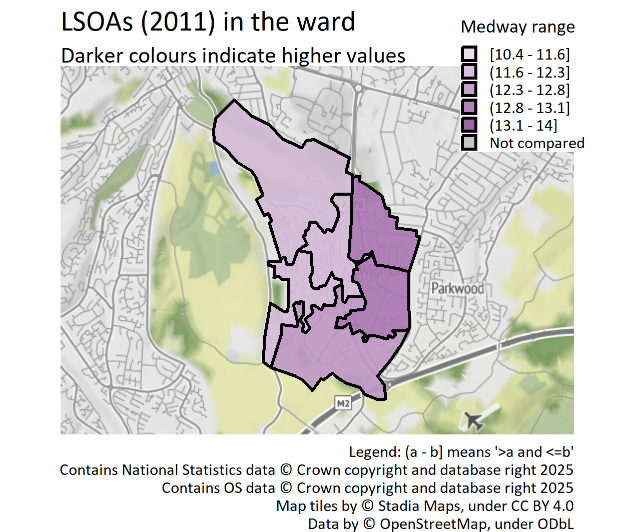 LSOAs (2011) in the ward
Darker colours indicate higher values
Medway range
[10.4 - 11.6]
(11.6 - 12.3]
(12.3 - 12.8]
(12.8 - 13.1]
(13.1 - 14]
Not compared
Parkwood
M2
Legend: (a - b] means '>a and <=b'
Contains National Statistics data © Crown copyright and database right 2025
Contains OS data © Crown copyright and database right 2025
Map tiles by © Stadia Maps, under CC BY 4.0
Data by © OpenStreetMap, under ODbL